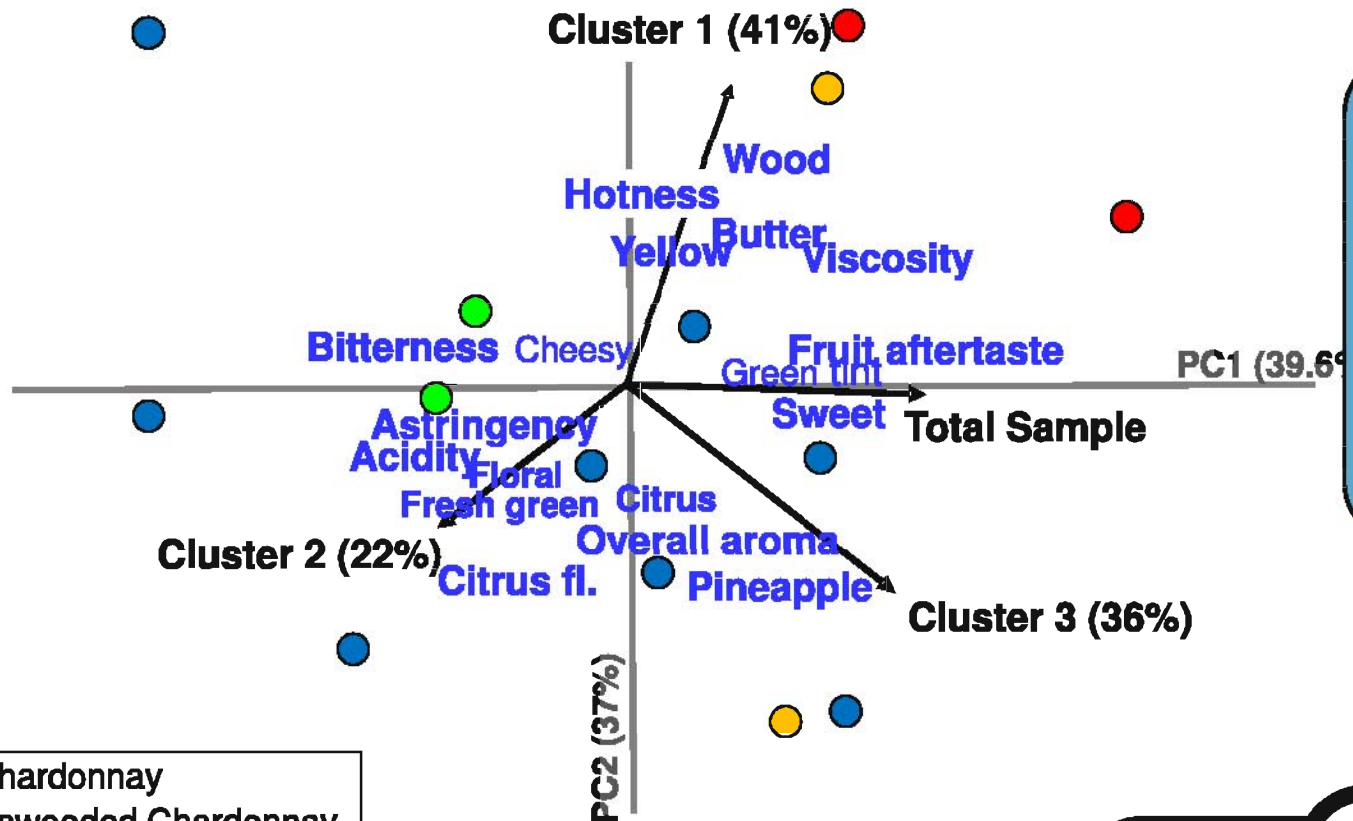 Cluster 1 (41%)
Wood
Hotness
Butter
Yellow
Viscosity
Bitterness
Cheesy
Fruit aftertaste
PC1 (39.6
Green tint
Sweet
Total Sample
Astringency
Acidity
Floral
Fresh green
Citrus
Overall aroma
Cluster 2 (22%)
Citrus fl.
Pineapple
Cluster 3 (36%)
PC2 (37%)
hardonnay
Chardonnay